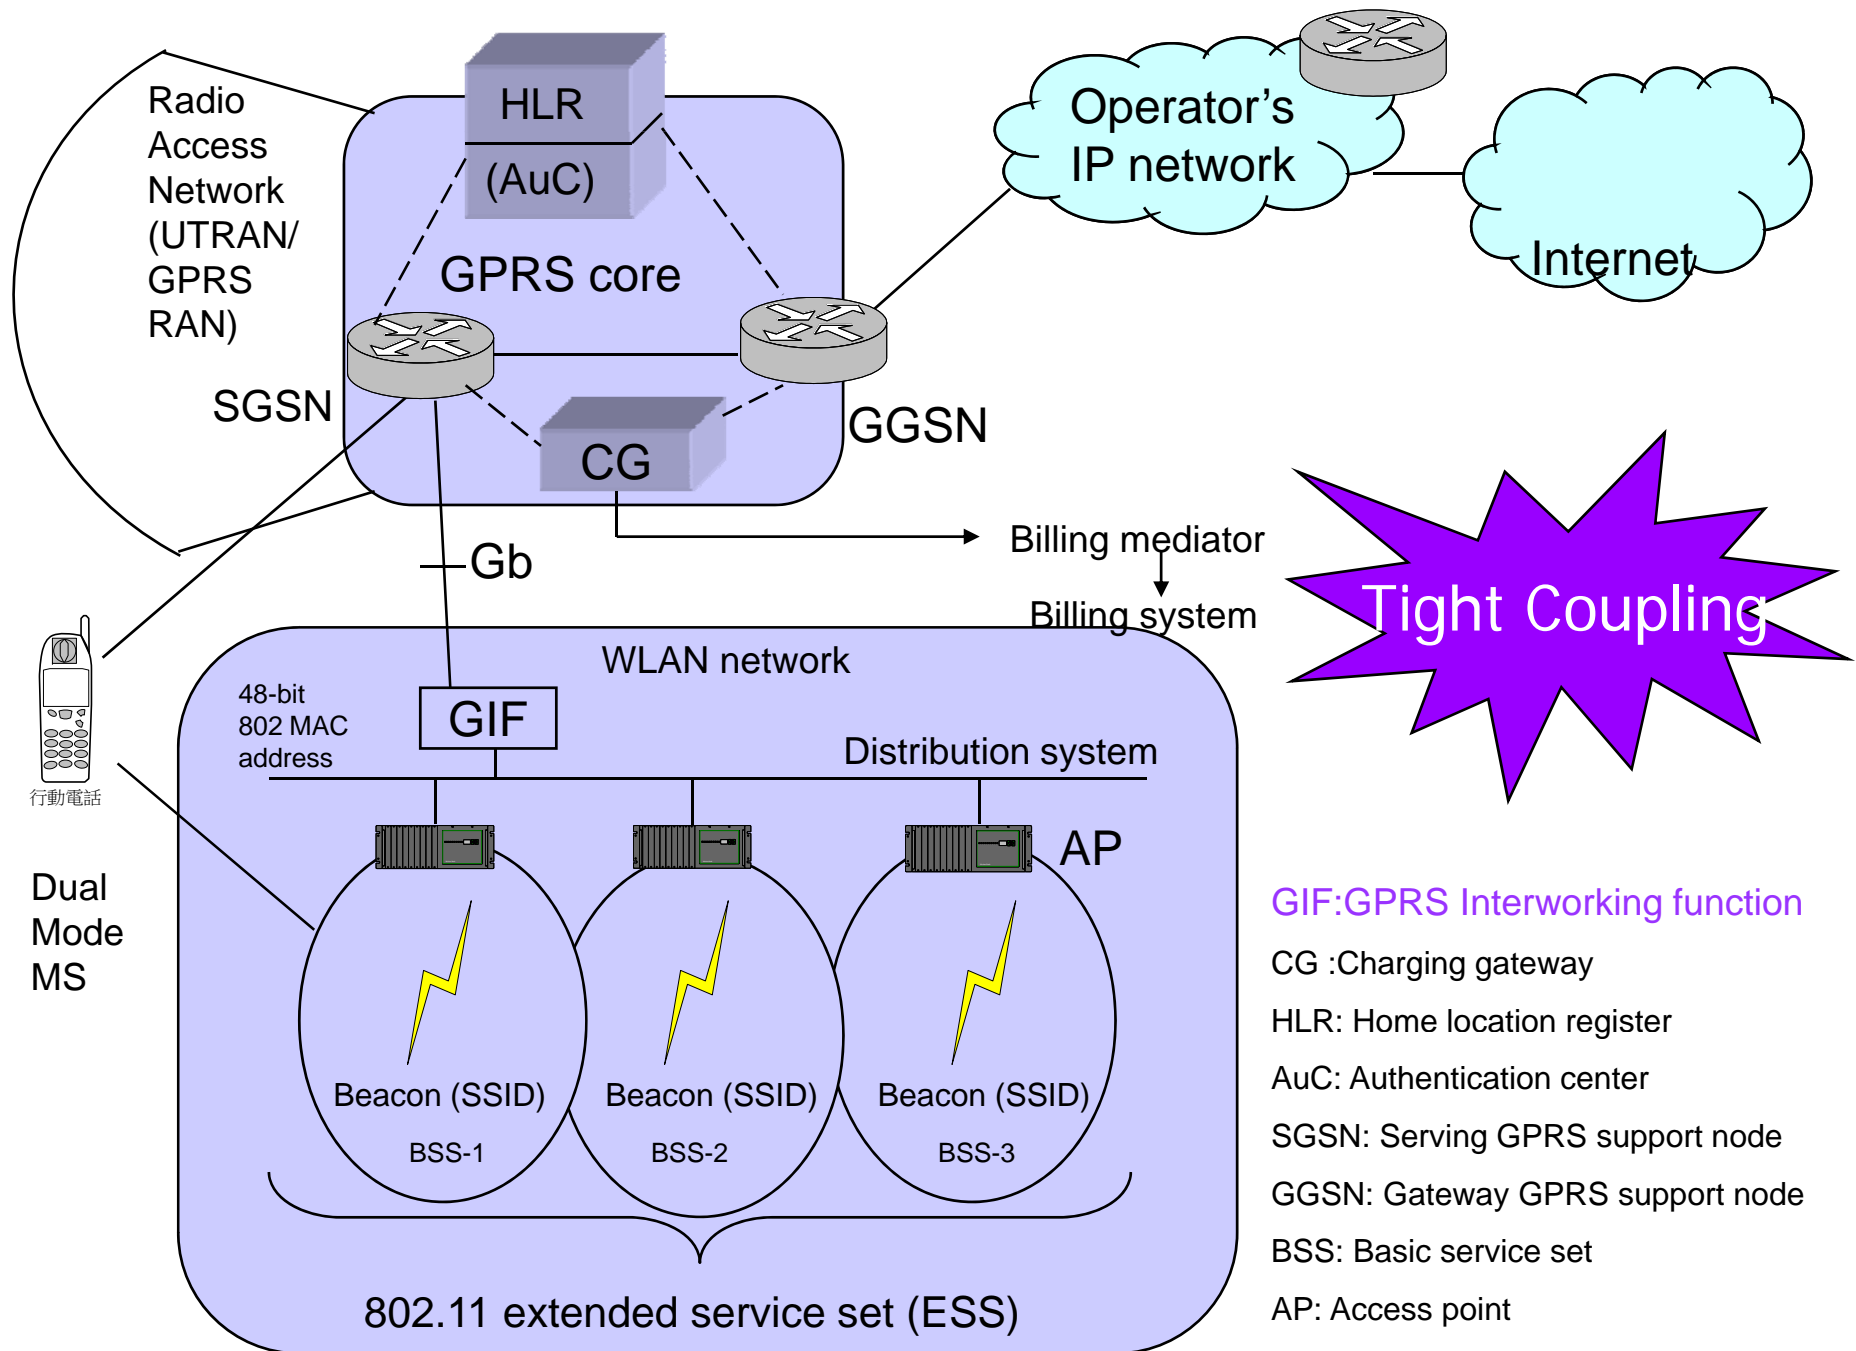 Radio
Access
Network
(UTRAN/
GPRS
RAN)
HLR
(AuC)
GPRS core
SGSN
GGSN
CG
Operator’s
IP network
Internet
Gb
Billing mediator
Billing system
Tight Coupling
行動電話
Dual
Mode
MS
WLAN network
48-bit
802 MAC
address
GIF
Distribution system
AP
Beacon (SSID)
BSS-1
Beacon (SSID)
BSS-2
Beacon (SSID)
BSS-3
802.11 extended service set (ESS)
GIF:GPRS Interworking function
CG :Charging gateway
HLR: Home location register
AuC: Authentication center
SGSN: Serving GPRS support node
GGSN: Gateway GPRS support node
BSS: Basic service set
AP: Access point